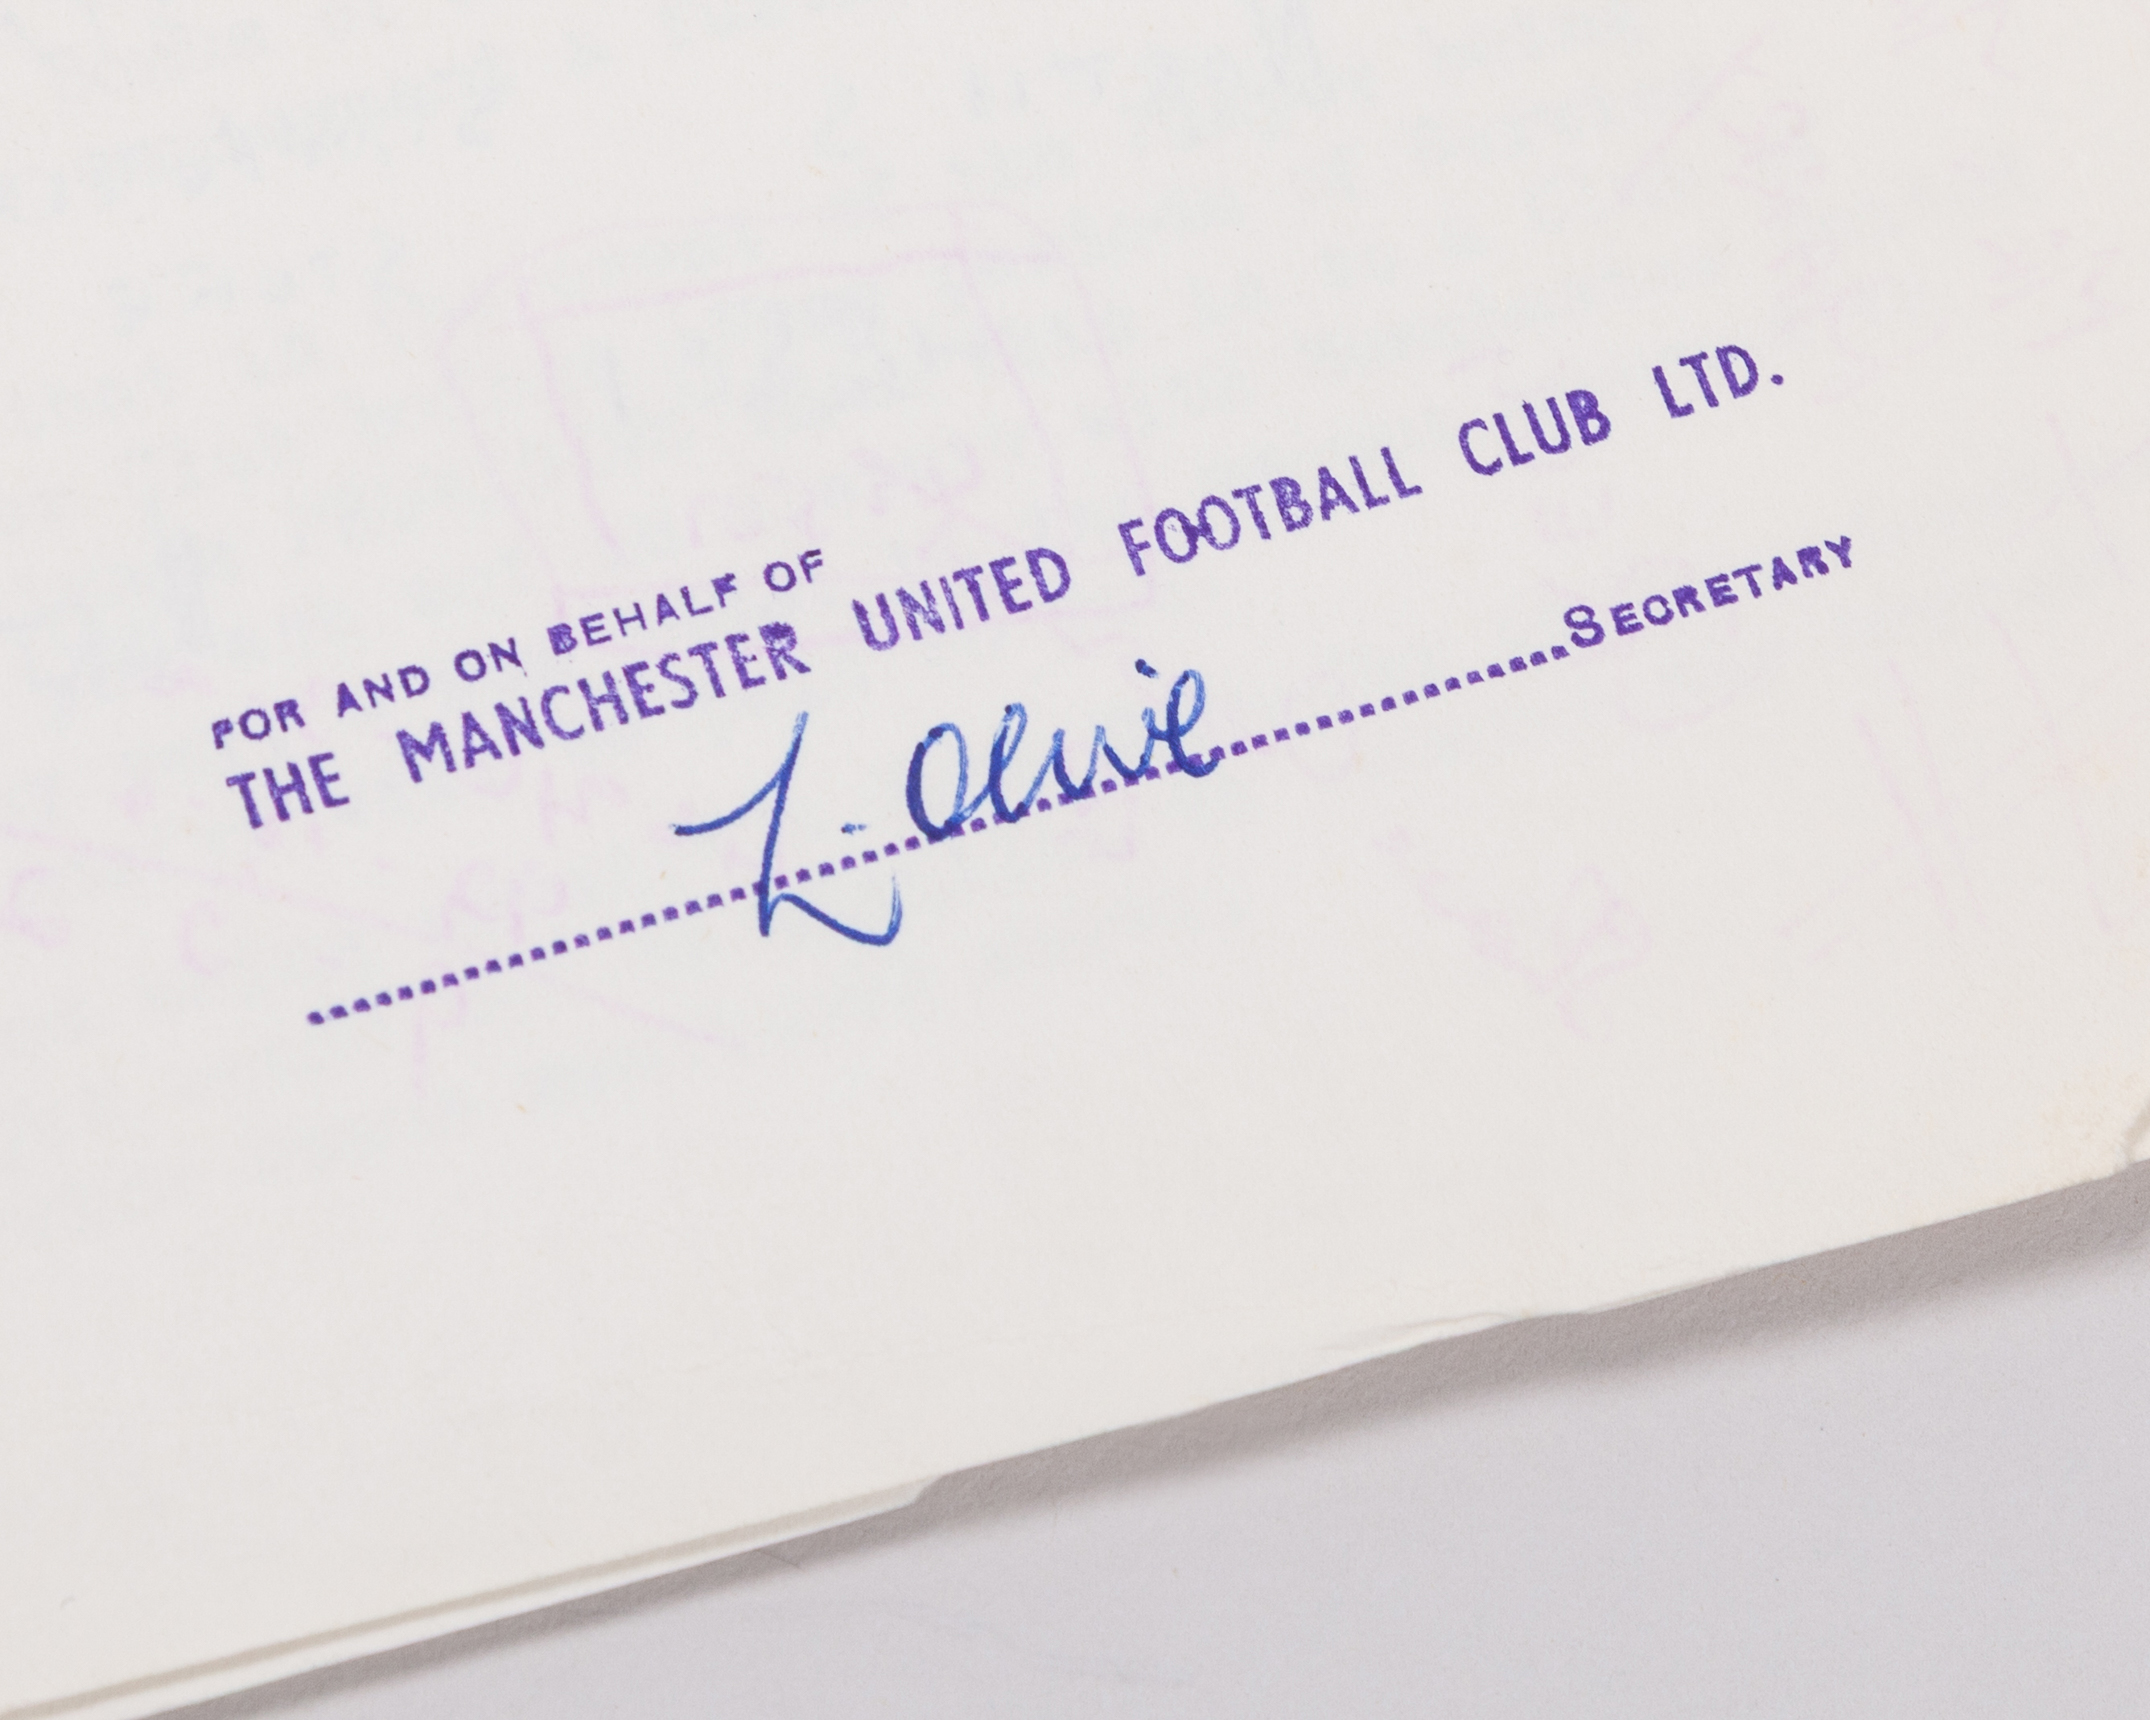 FOR AND ON BEHALF OF
THE MANCHESTER UNITED FOOTBALL CLUB LTD.
L. Olive
....................SECRETARY